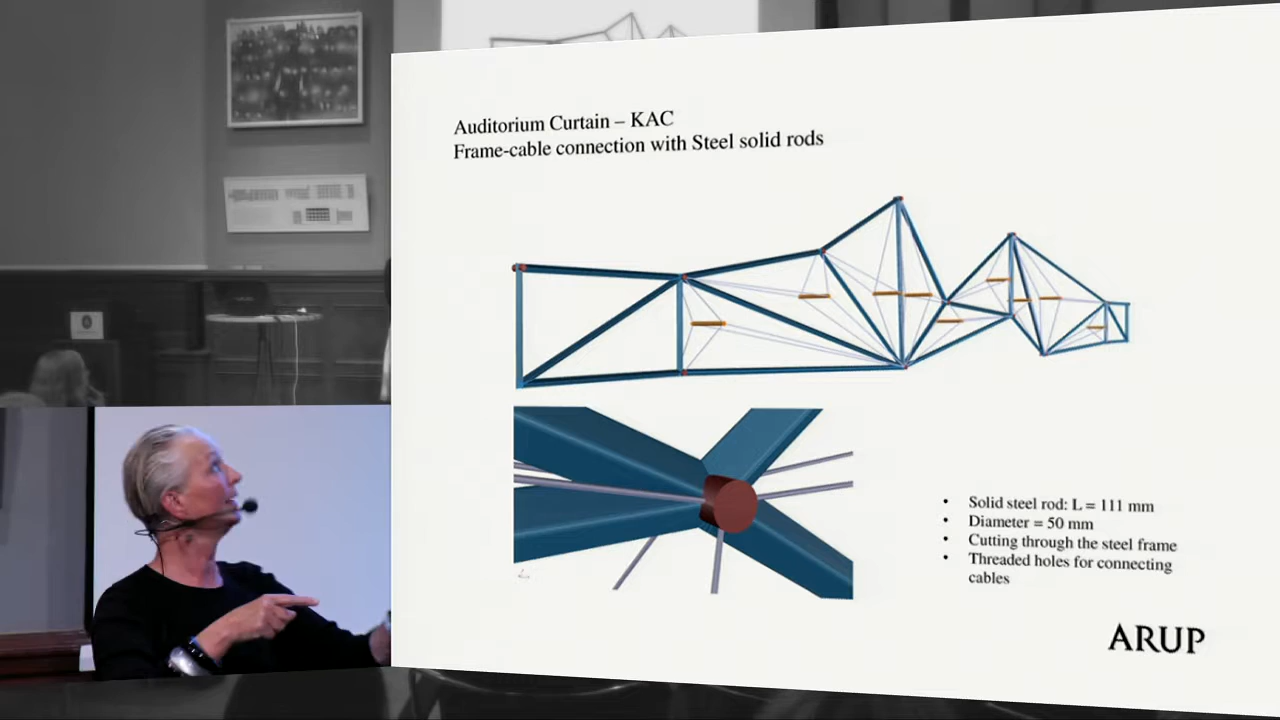 Auditorium Curtain – KAC
Frame-cable connection with Steel solid rods
• Solid steel rod: L = 111 mm
• Diameter = 50 mm
• Cutting through the steel frame
• Threaded holes for connecting
cables
ARUP